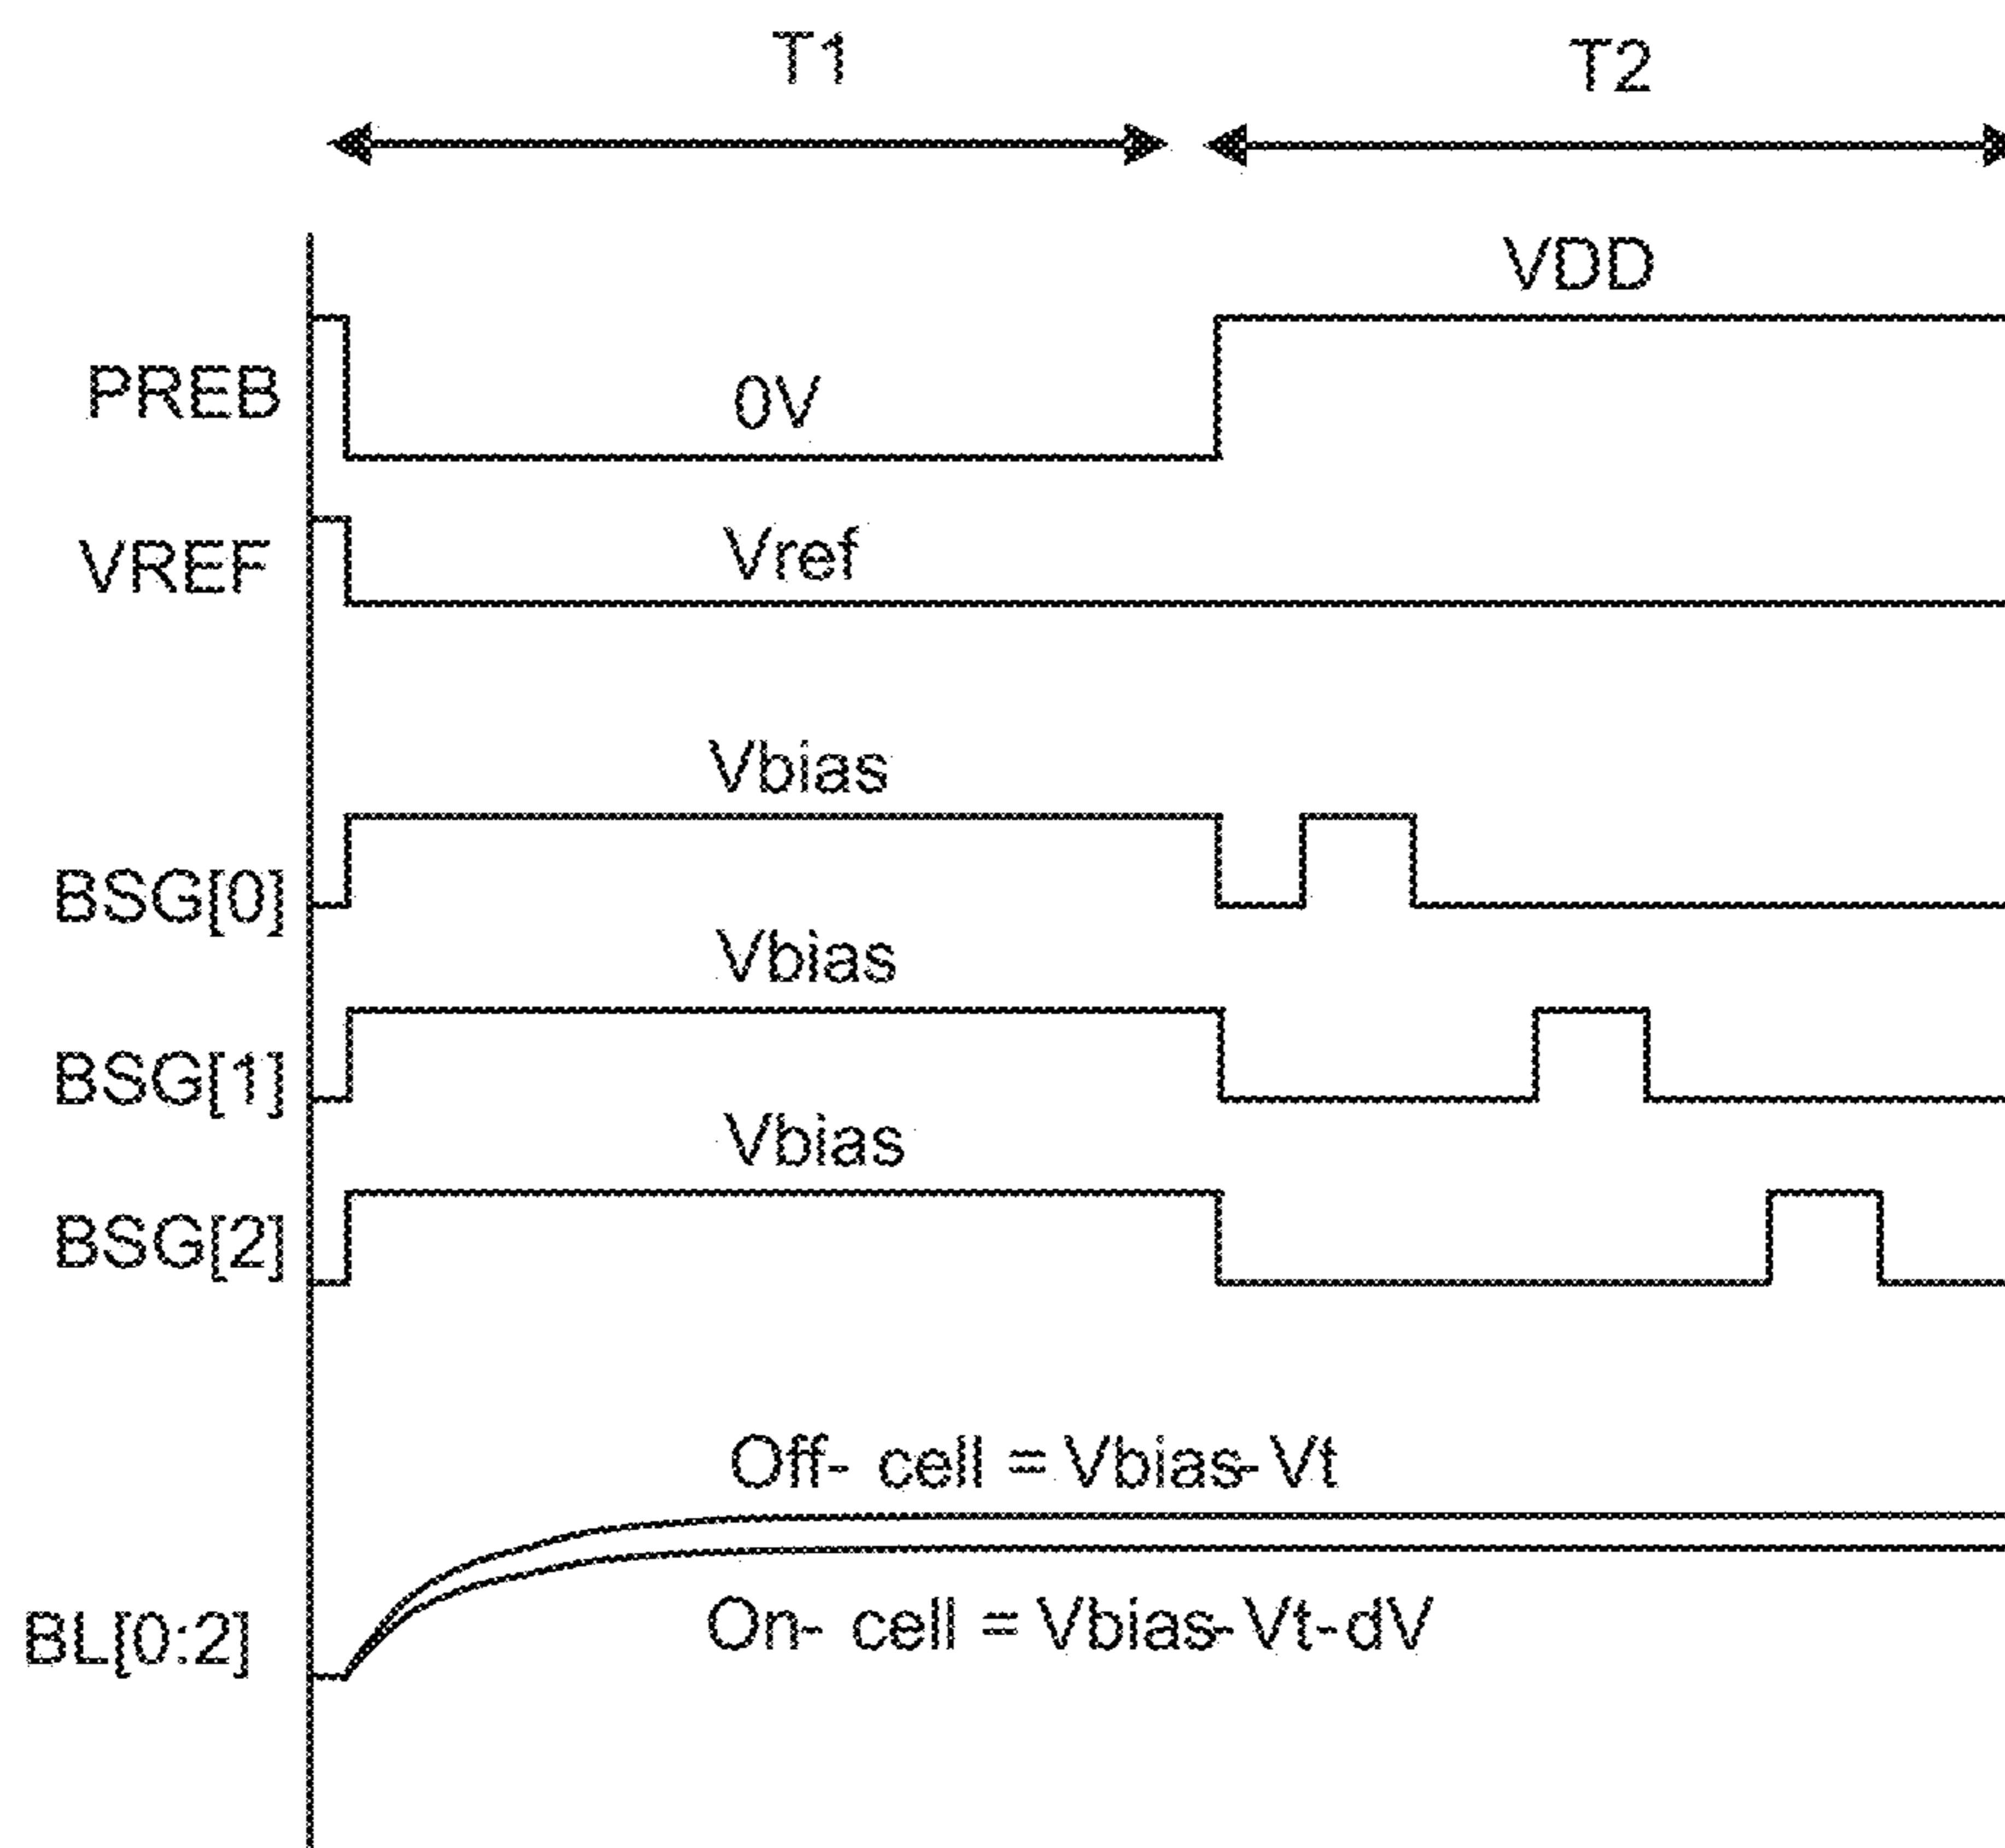 T1 T2
VDD
PREB 0V
VREF Vref
Vbias
BSG[0]
Vbias
BSG[1]
Vbias
BSG[2]
Off- cell = Vbias-Vt
On- cell = Vbias-Vt-dV
BL[0:2]